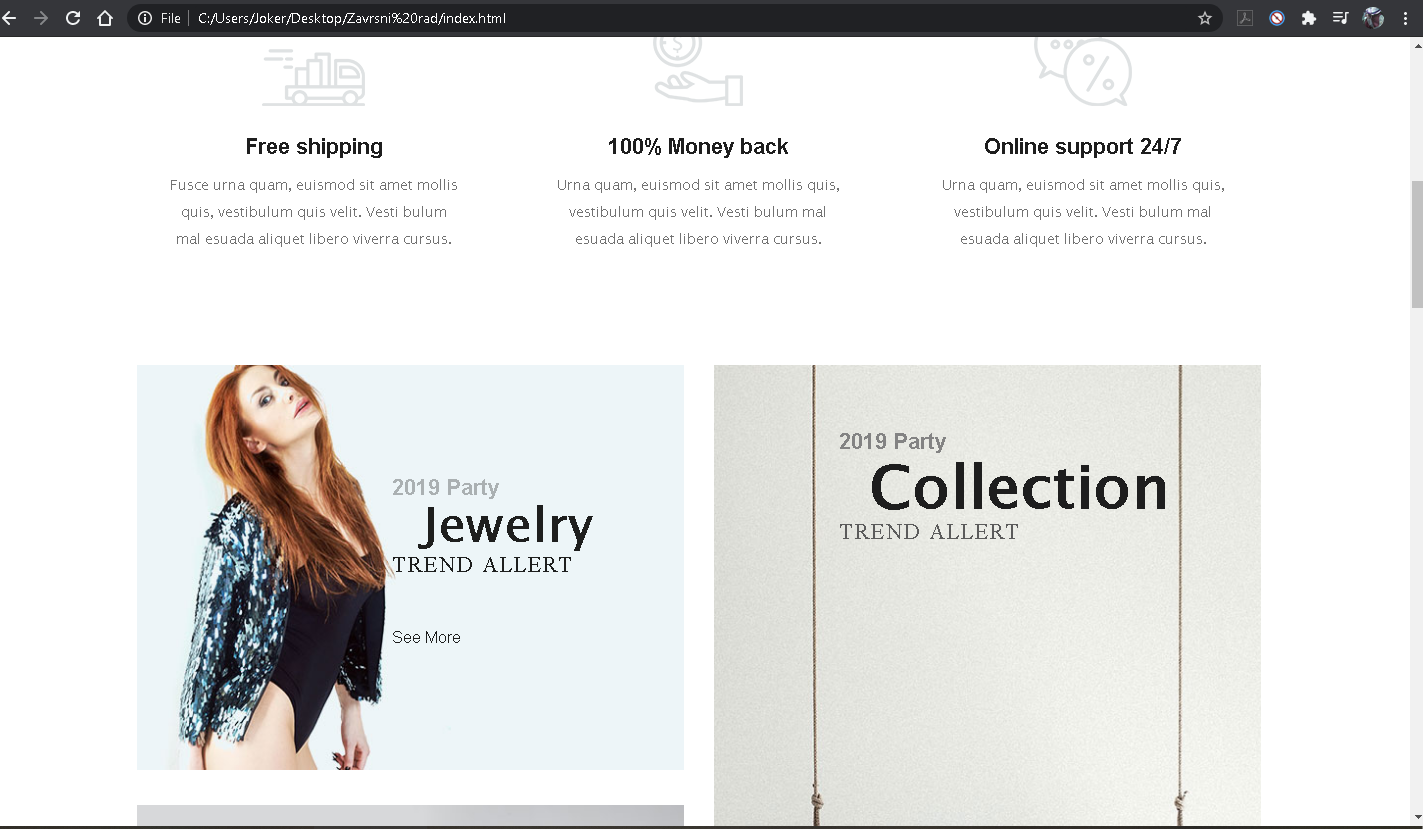 File
C:/Users/Joker/Desktop/Zavrsni%20rad/index.html
$
%
Free shipping
Fusce urna quam, euismod sit amet mollis
quis, vestibulum quis velit. Vesti bulum
mal esuada aliquet libero viverra cursus.
100% Money back
Urna quam, euismod sit amet mollis quis,
vestibulum quis velit. Vesti bulum mal
esuada aliquet libero viverra cursus.
Online support 24/7
Urna quam, euismod sit amet mollis quis,
vestibulum quis velit. Vesti bulum mal
esuada aliquet libero viverra cursus.
2019 Party
Jewelry
TREND ALLERT
See More
2019 Party
Collection
TREND ALLERT